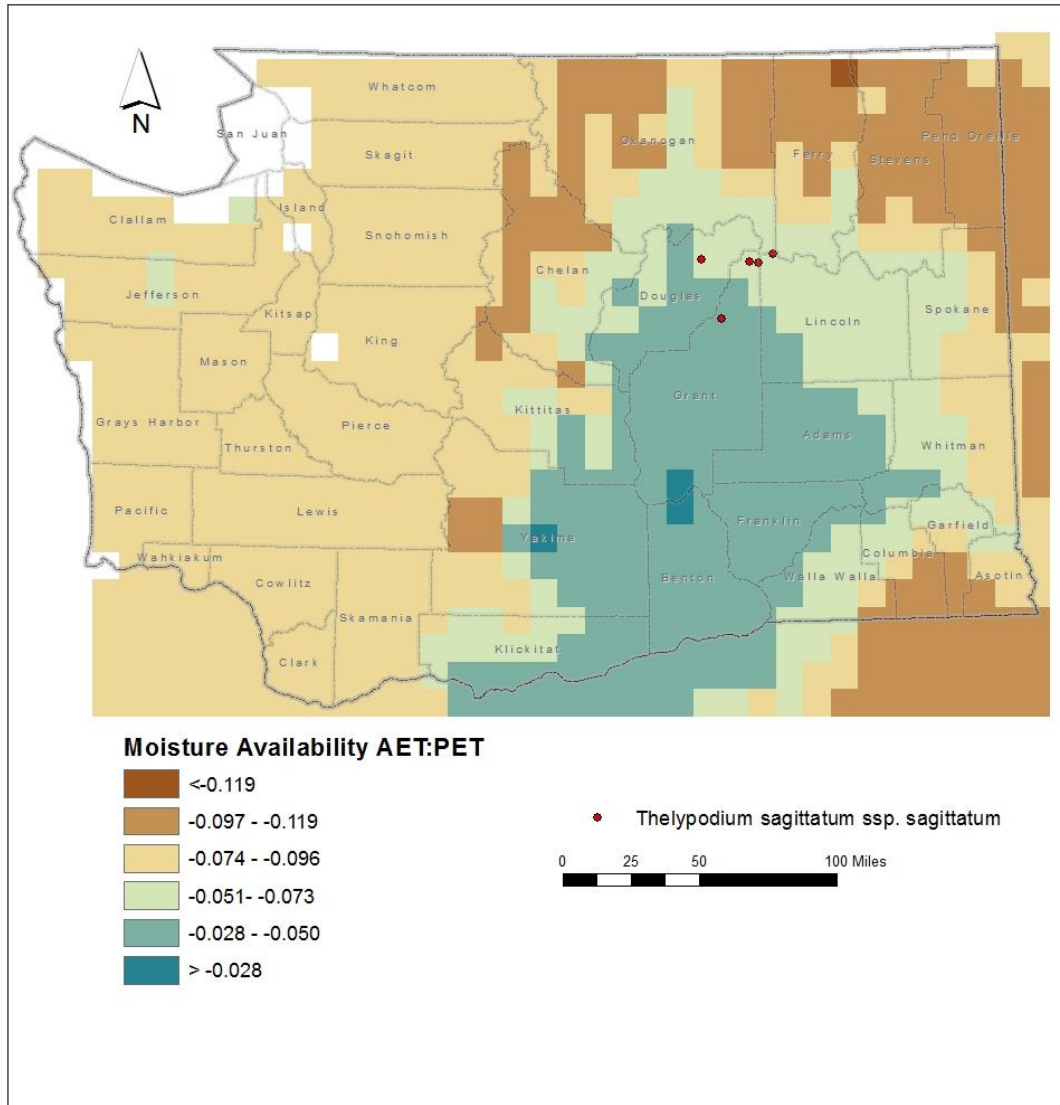 Whatcom
San Juan
Okanogan
Pend Oreille
Skagit
Ferry
Stevens
Island
Clallam
Snohomish
Chelan
Jefferson
Douglas
Kitsap
Lincoln
Spokane
King
Mason
Grant
Kittitas
Grays Harbor
Pierce
Adams
Thurston
Whitman
Pacific
Lewis
Franklin
Garfield
Yakima
Wahkiakum
Columbia
Cowlitz
Benton
Walla Walla
Asotin
Skamania
Klickitat
Clark
N
Moisture Availability AET:PET
<-0.119
-0.097 - -0.119
-0.074 - -0.096
-0.051- -0.073
-0.028 - -0.050
> -0.028
Thelypodium sagittatum ssp. sagittatum
0 25 50 100 Miles